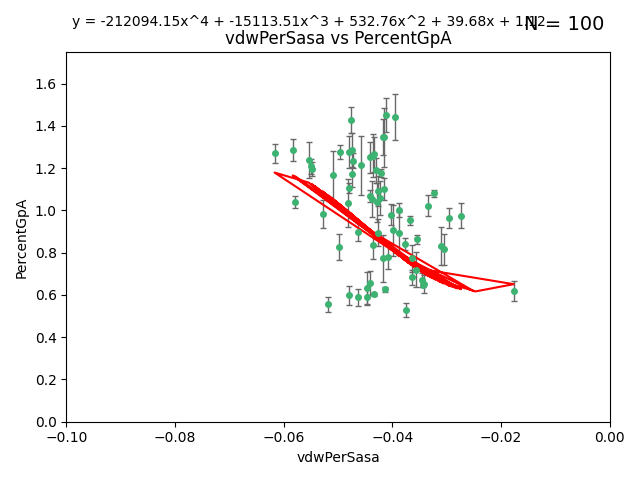 y = -212094.15x^4 + -15113.51x^3 + 532.76x^2 + 39.68x + 
N = 100
vdwPerSasa vs PercentGpA
1.6
1.4
1.2
1.0
0.8
0.6
0.4
0.2
0.0
PercentGpA
−0.10 −0.08 −0.06 −0.04 −0.02 0.00
vdwPerSasa